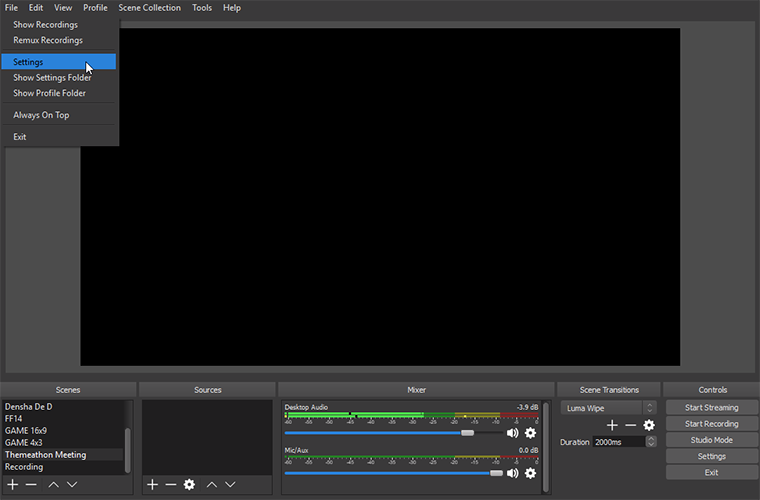 File Edit View Profile Scene Collection Tools Help
Show Recordings
Remux Recordings
Settings
Show Settings Folder
Show Profile Folder
Always On Top
Exit
Scenes
Densha De D
FF14
GAME 16x9
GAME 4x3
Themeathon Meeting
Recording
Sources
Mixer
Desktop Audio -3.9 dB
-60 -55 -50 -45 -40 -35 -30 -25 -20 -15 -10 -5 0
Mic/Aux 0.0 dB
-60 -55 -50 -45 -40 -35 -30 -25 -20 -15 -10 -5 0
Scene Transitions
Luma Wipe
Duration 2000ms
Controls
Start Streaming
Start Recording
Studio Mode
Settings
Exit